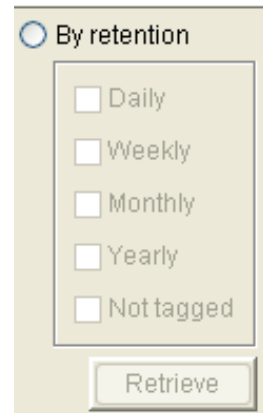 By retention
Daily
Weekly
Monthly
Yearly
Not tagged
Retrieve